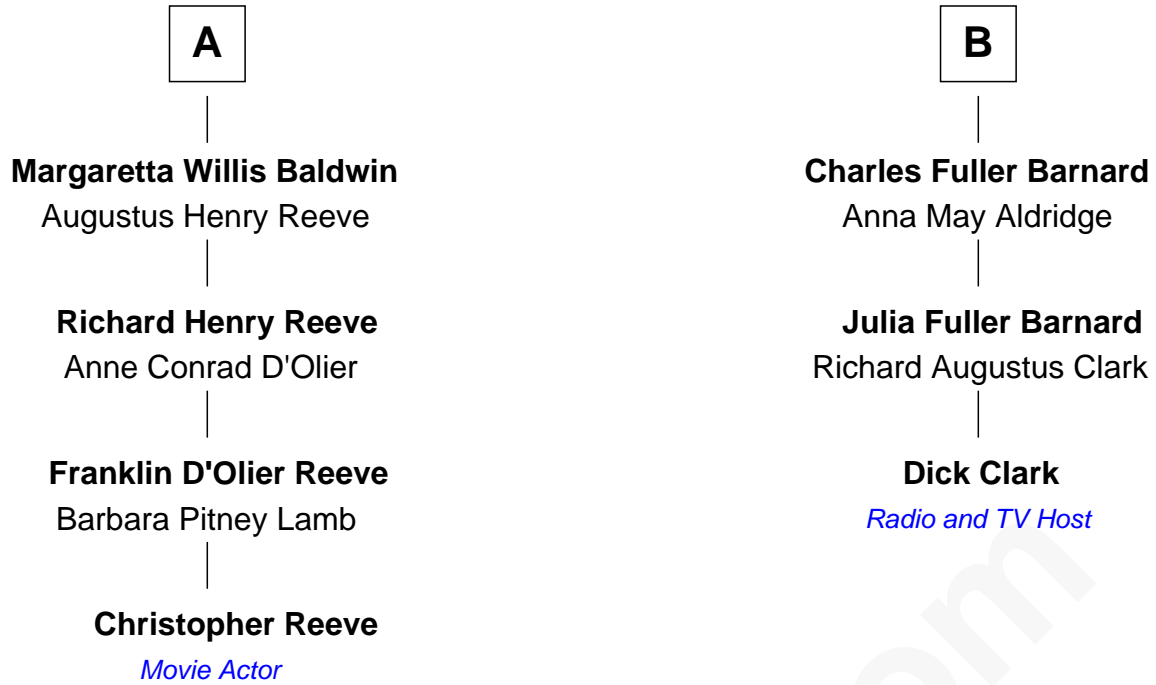 A
Margaretta Willis Baldwin
Augustus Henry Reeve
Richard Henry Reeve
Anne Conrad D'Olier
Franklin D'Olier Reeve
Barbara Pitney Lamb
Christopher Reeve
Movie Actor
B
Charles Fuller Barnard
Anna May Aldridge
Julia Fuller Barnard
Richard Augustus Clark
Dick Clark
Radio and TV Host
om